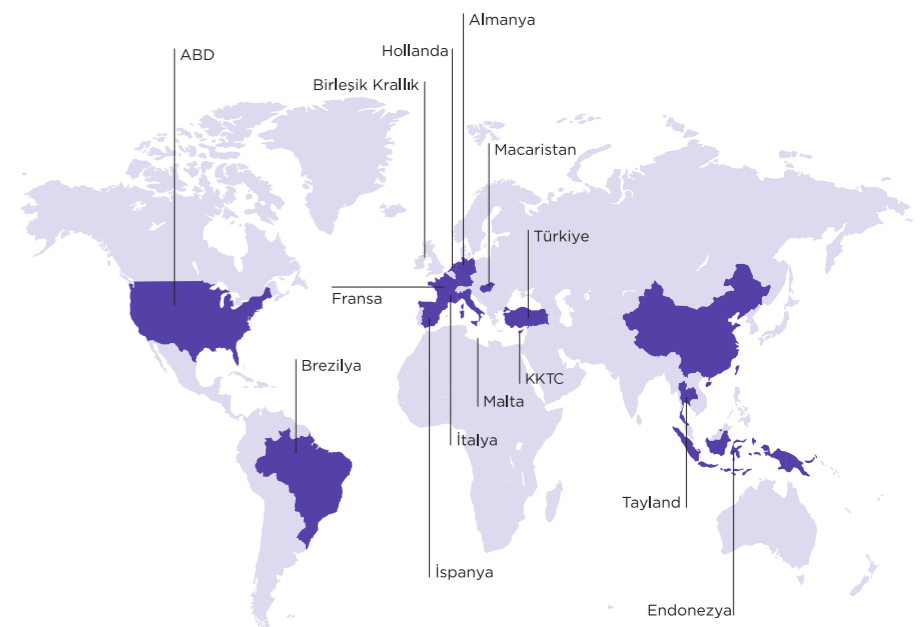 Almanya
ABD
Hollanda
Birleşik Krallık
Macaristan
Türkiye
Fransa
Brezilya
KKTC
Malta
İtalya
Tayland
İspanya
Endonezya